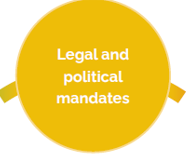 Legal and
political
mandates